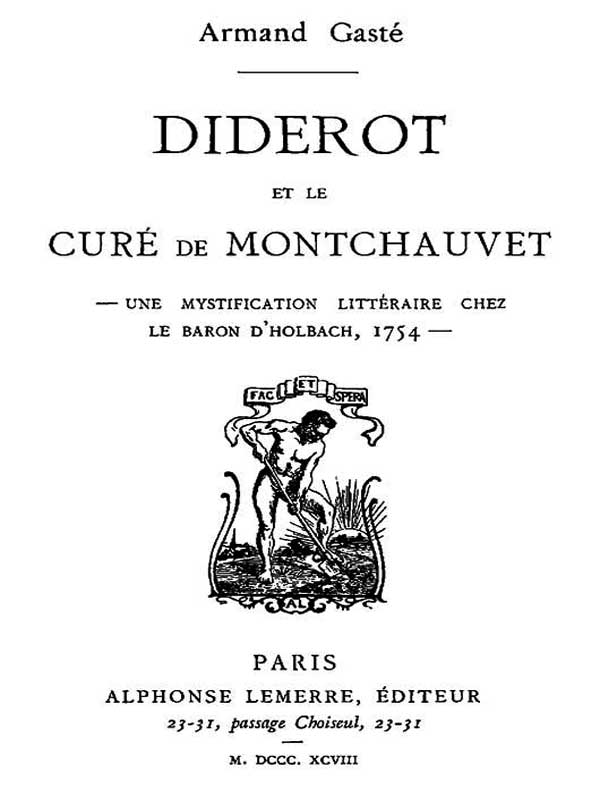 Armand Gasté
DIDEROT
ET LE
CURÉ DE MONTCHAUVET
— UNE MYSTIFICATION LITTÉRAIRE CHEZ
LE BARON D'HOLBACH, 1754 —
FAC ET SPERA
AL
PARIS
ALPHONSE LEMERRE, ÉDITEUR
23-31, passage Choiseul, 23-31
M. DCCC. XCVIII